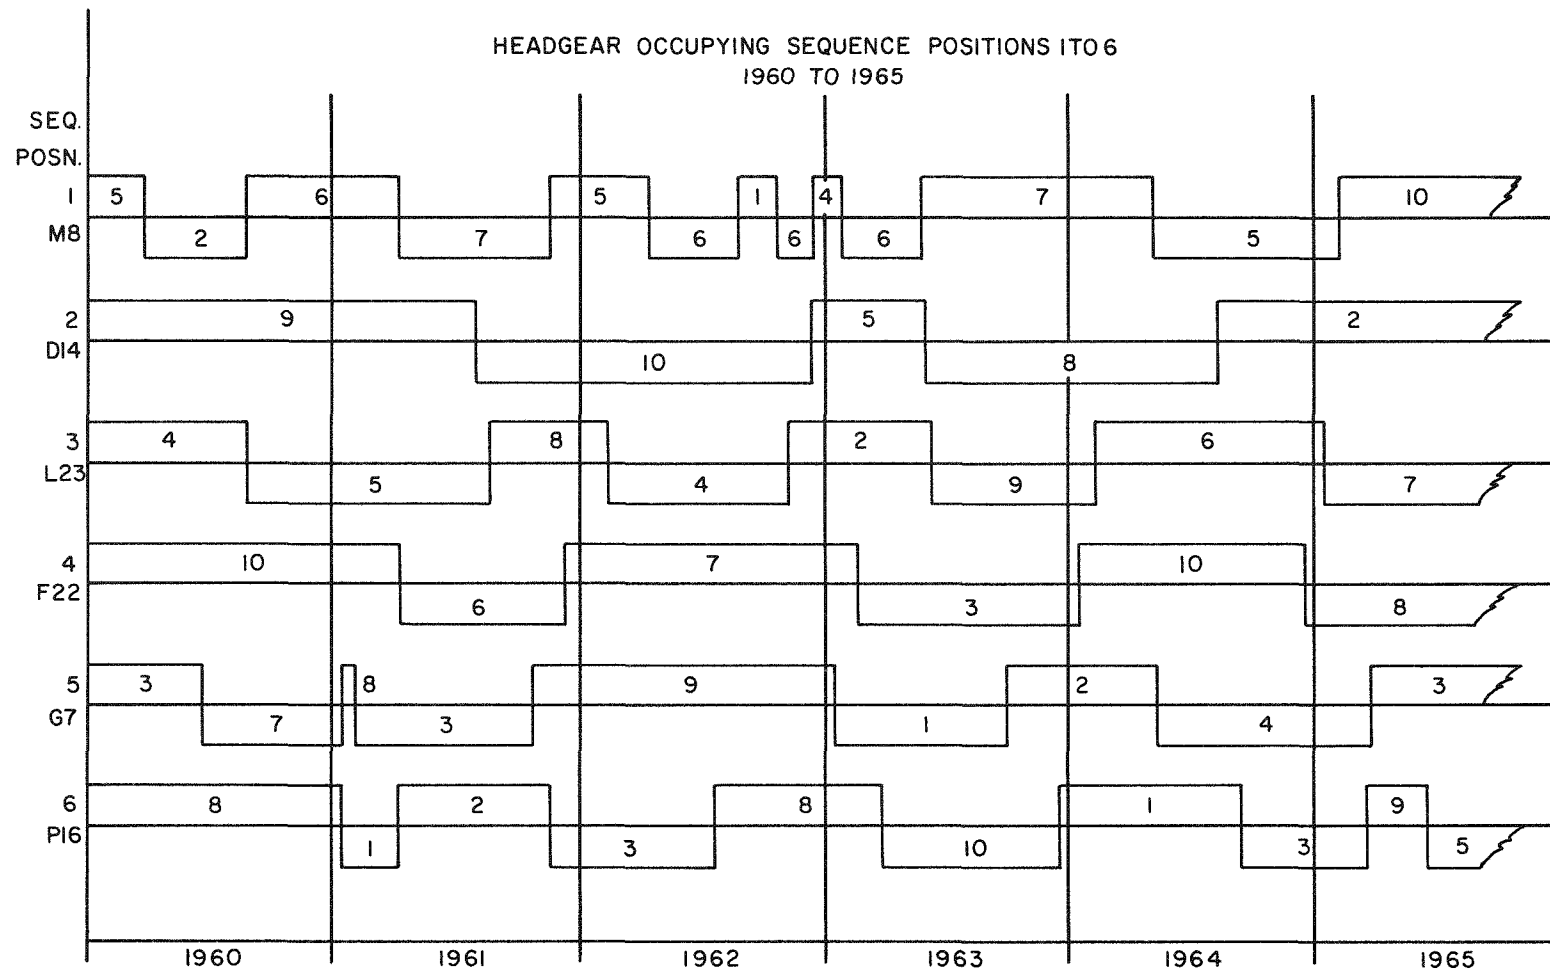 HEADGEAR OCCUPYING SEQUENCE POSITIONS 1 TO 6
1960 TO 1965
SEQ.
POSN.
1
5 6 5 1 4 7 10
M8
2 7 6 6 6 5
2
9 5 2
D14
10 8
3
4 8 2 6
L23
5 4 9 7
4
10 7 10
F22
6 3 8
5
3 8 9 2 3
G7
7 3 1 4
6
8 2 8 1 9
P16
1 3 10 3 5
1960 1961 1962 1963 1964 1965